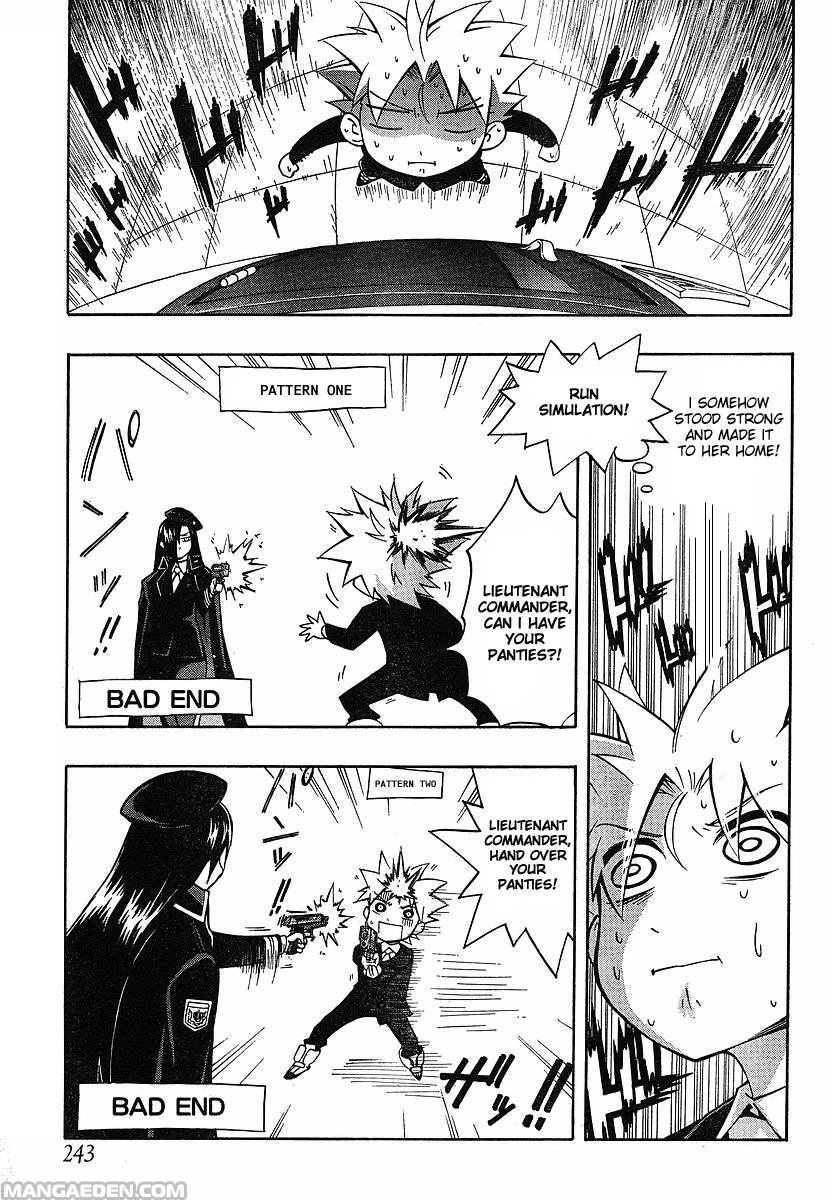 I SOMEHOW
STOOD STRONG
AND MADE IT
TO HER HOME!
RUN
SIMULATION!
PATTERN ONE
LIEUTENANT
COMMANDER,
CAN I HAVE
YOUR
PANTIES?!
BAD END
PATTERN TWO
LIEUTENANT
COMMANDER,
HAND OVER
YOUR
PANTIES!
BAD END
243
MANGAEDEN.COM